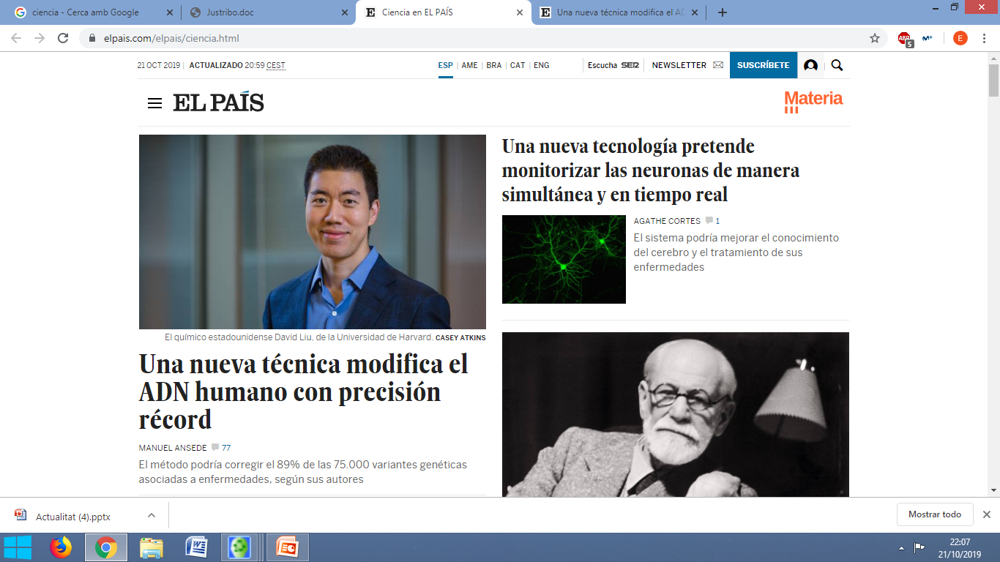 ciencia - Cerca amb Google
Justribo.doc
Ciencia en EL PAÍS
Una nueva técnica modifica el AD
elpais.com/elpais/ciencia.html
ABP
5
M+
E
21 OCT 2019 | ACTUALIZADO 20:59 CEST
ESP | AME | BRA | CAT | ENG
Escucha SER
NEWSLETTER
SUSCRÍBETE
EL PAÍS
Materia
Una nueva tecnología pretende
monitorizar las neuronas de manera
simultánea y en tiempo real
AGATHE CORTES 1
El sistema podría mejorar el conocimiento
del cerebro y el tratamiento de sus
enfermedades
El químico estadounidense David Liu, de la Universidad de Harvard. CASEY ATKINS
Una nueva técnica modifica el
ADN humano con precisión
récord
MANUEL ANSEDE 77
El método podría corregir el 89% de las 75.000 variantes genéticas
asociadas a enfermedades, según sus autores
Actualitat (4).pptx
Mostrar todo
22:07
21/10/2019